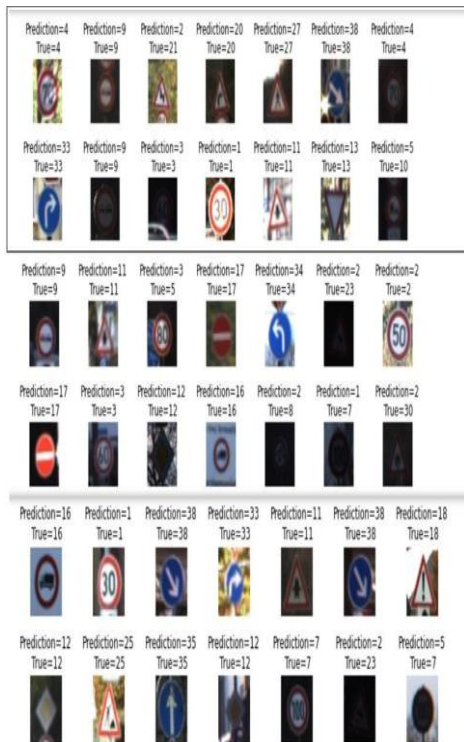 Prediction=4 Prediction=9 Prediction=2 Prediction=20 Prediction=27 Prediction=38 Prediction=4
True=4 True=9 True=21 True=20 True=27 True=38 True=4
Prediction=33 Prediction=9 Prediction=3 Prediction=1 Prediction=11 Prediction=13 Prediction=5
True=33 True=9 True=3 True=1 True=11 True=13 True=10
30
Prediction=9 Prediction=11 Prediction=3 Prediction=17 Prediction=34 Prediction=2 Prediction=2
True=9 True=11 True=5 True=17 True=34 True=23 True=2
80 50
Prediction=17 Prediction=3 Prediction=12 Prediction=16 Prediction=2 Prediction=1 Prediction=2
True=17 True=3 True=12 True=16 True=8 True=7 True=30
60
Prediction=16 Prediction=1 Prediction=38 Prediction=33 Prediction=11 Prediction=38 Prediction=18
True=16 True=1 True=38 True=33 True=11 True=38 True=18
30
Prediction=12 Prediction=25 Prediction=35 Prediction=12 Prediction=7 Prediction=2 Prediction=5
True=12 True=25 True=35 True=12 True=7 True=23 True=7
100